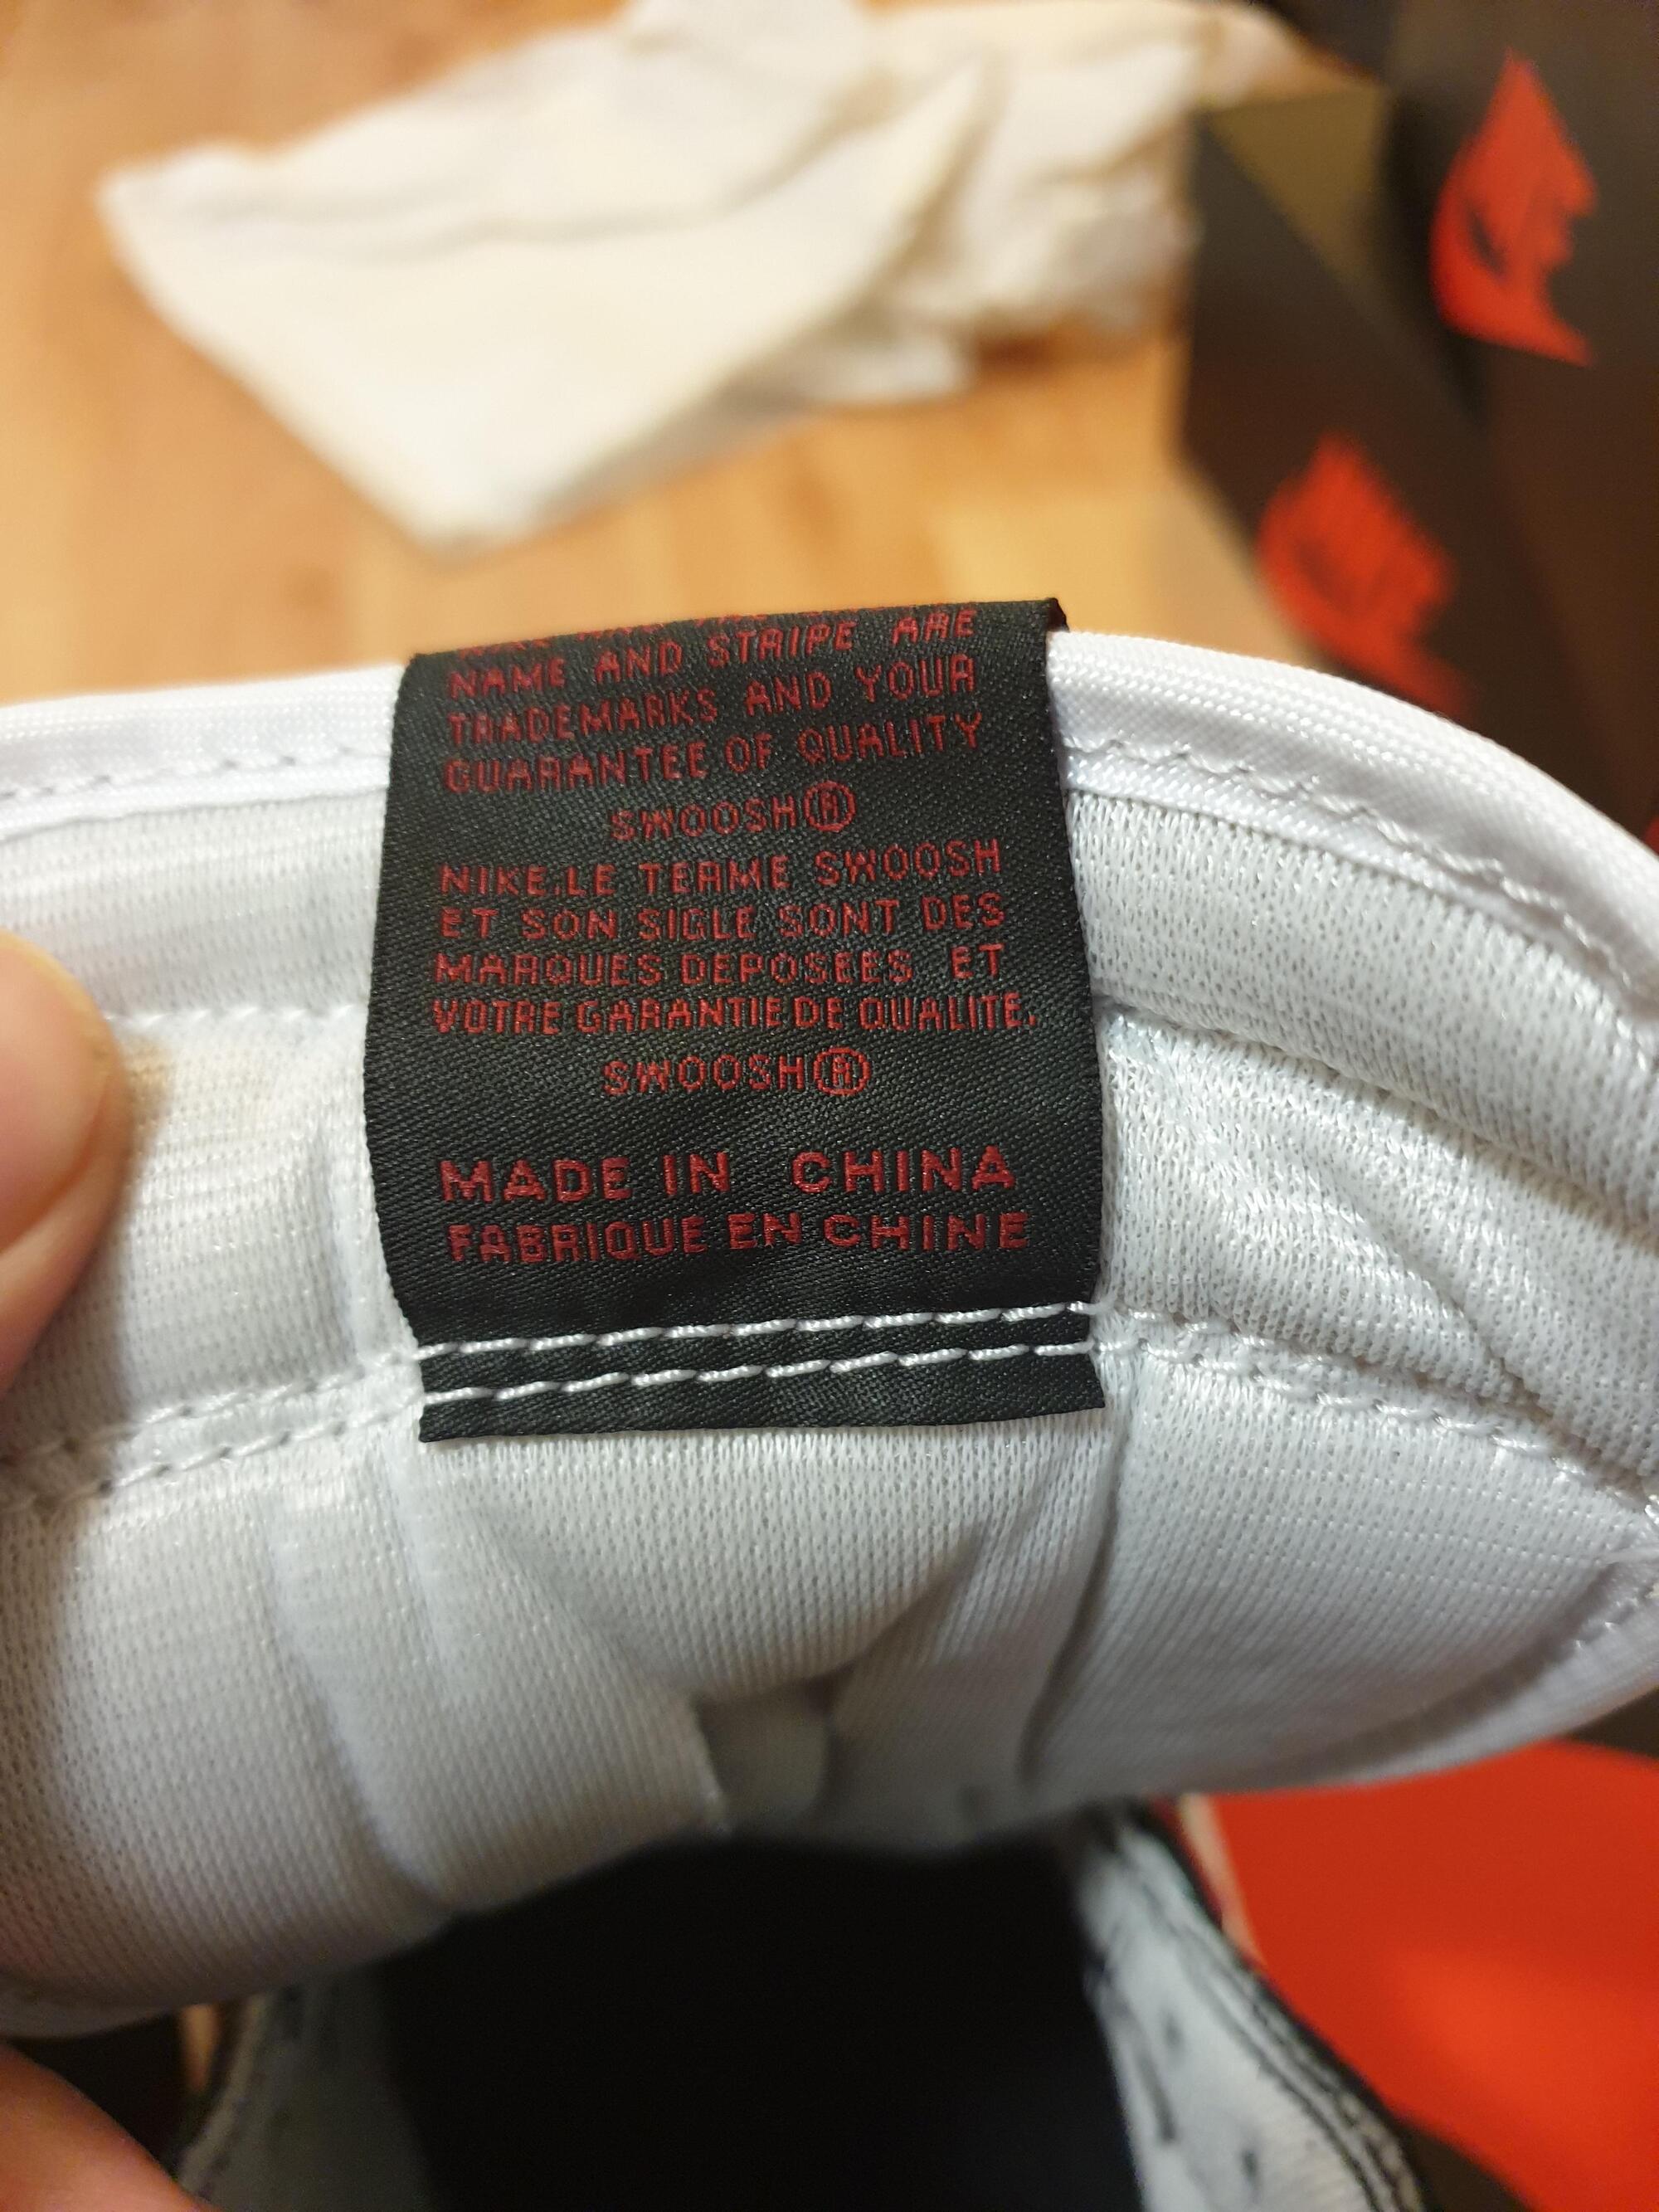 NAME AND STRIPE ARE
TRADEMARKS AND YOUR
GUARANTEE OF QUALITY
SWOOSH®
NIKE.LE TERME SWOOSH
ET SON SIGLE SONT DES
MARQUES DEPOSEES ET
VOTRE GARANTIE DE QUALITE.
SWOOSH®
MADE IN CHINA
FABRIQUE EN CHINE